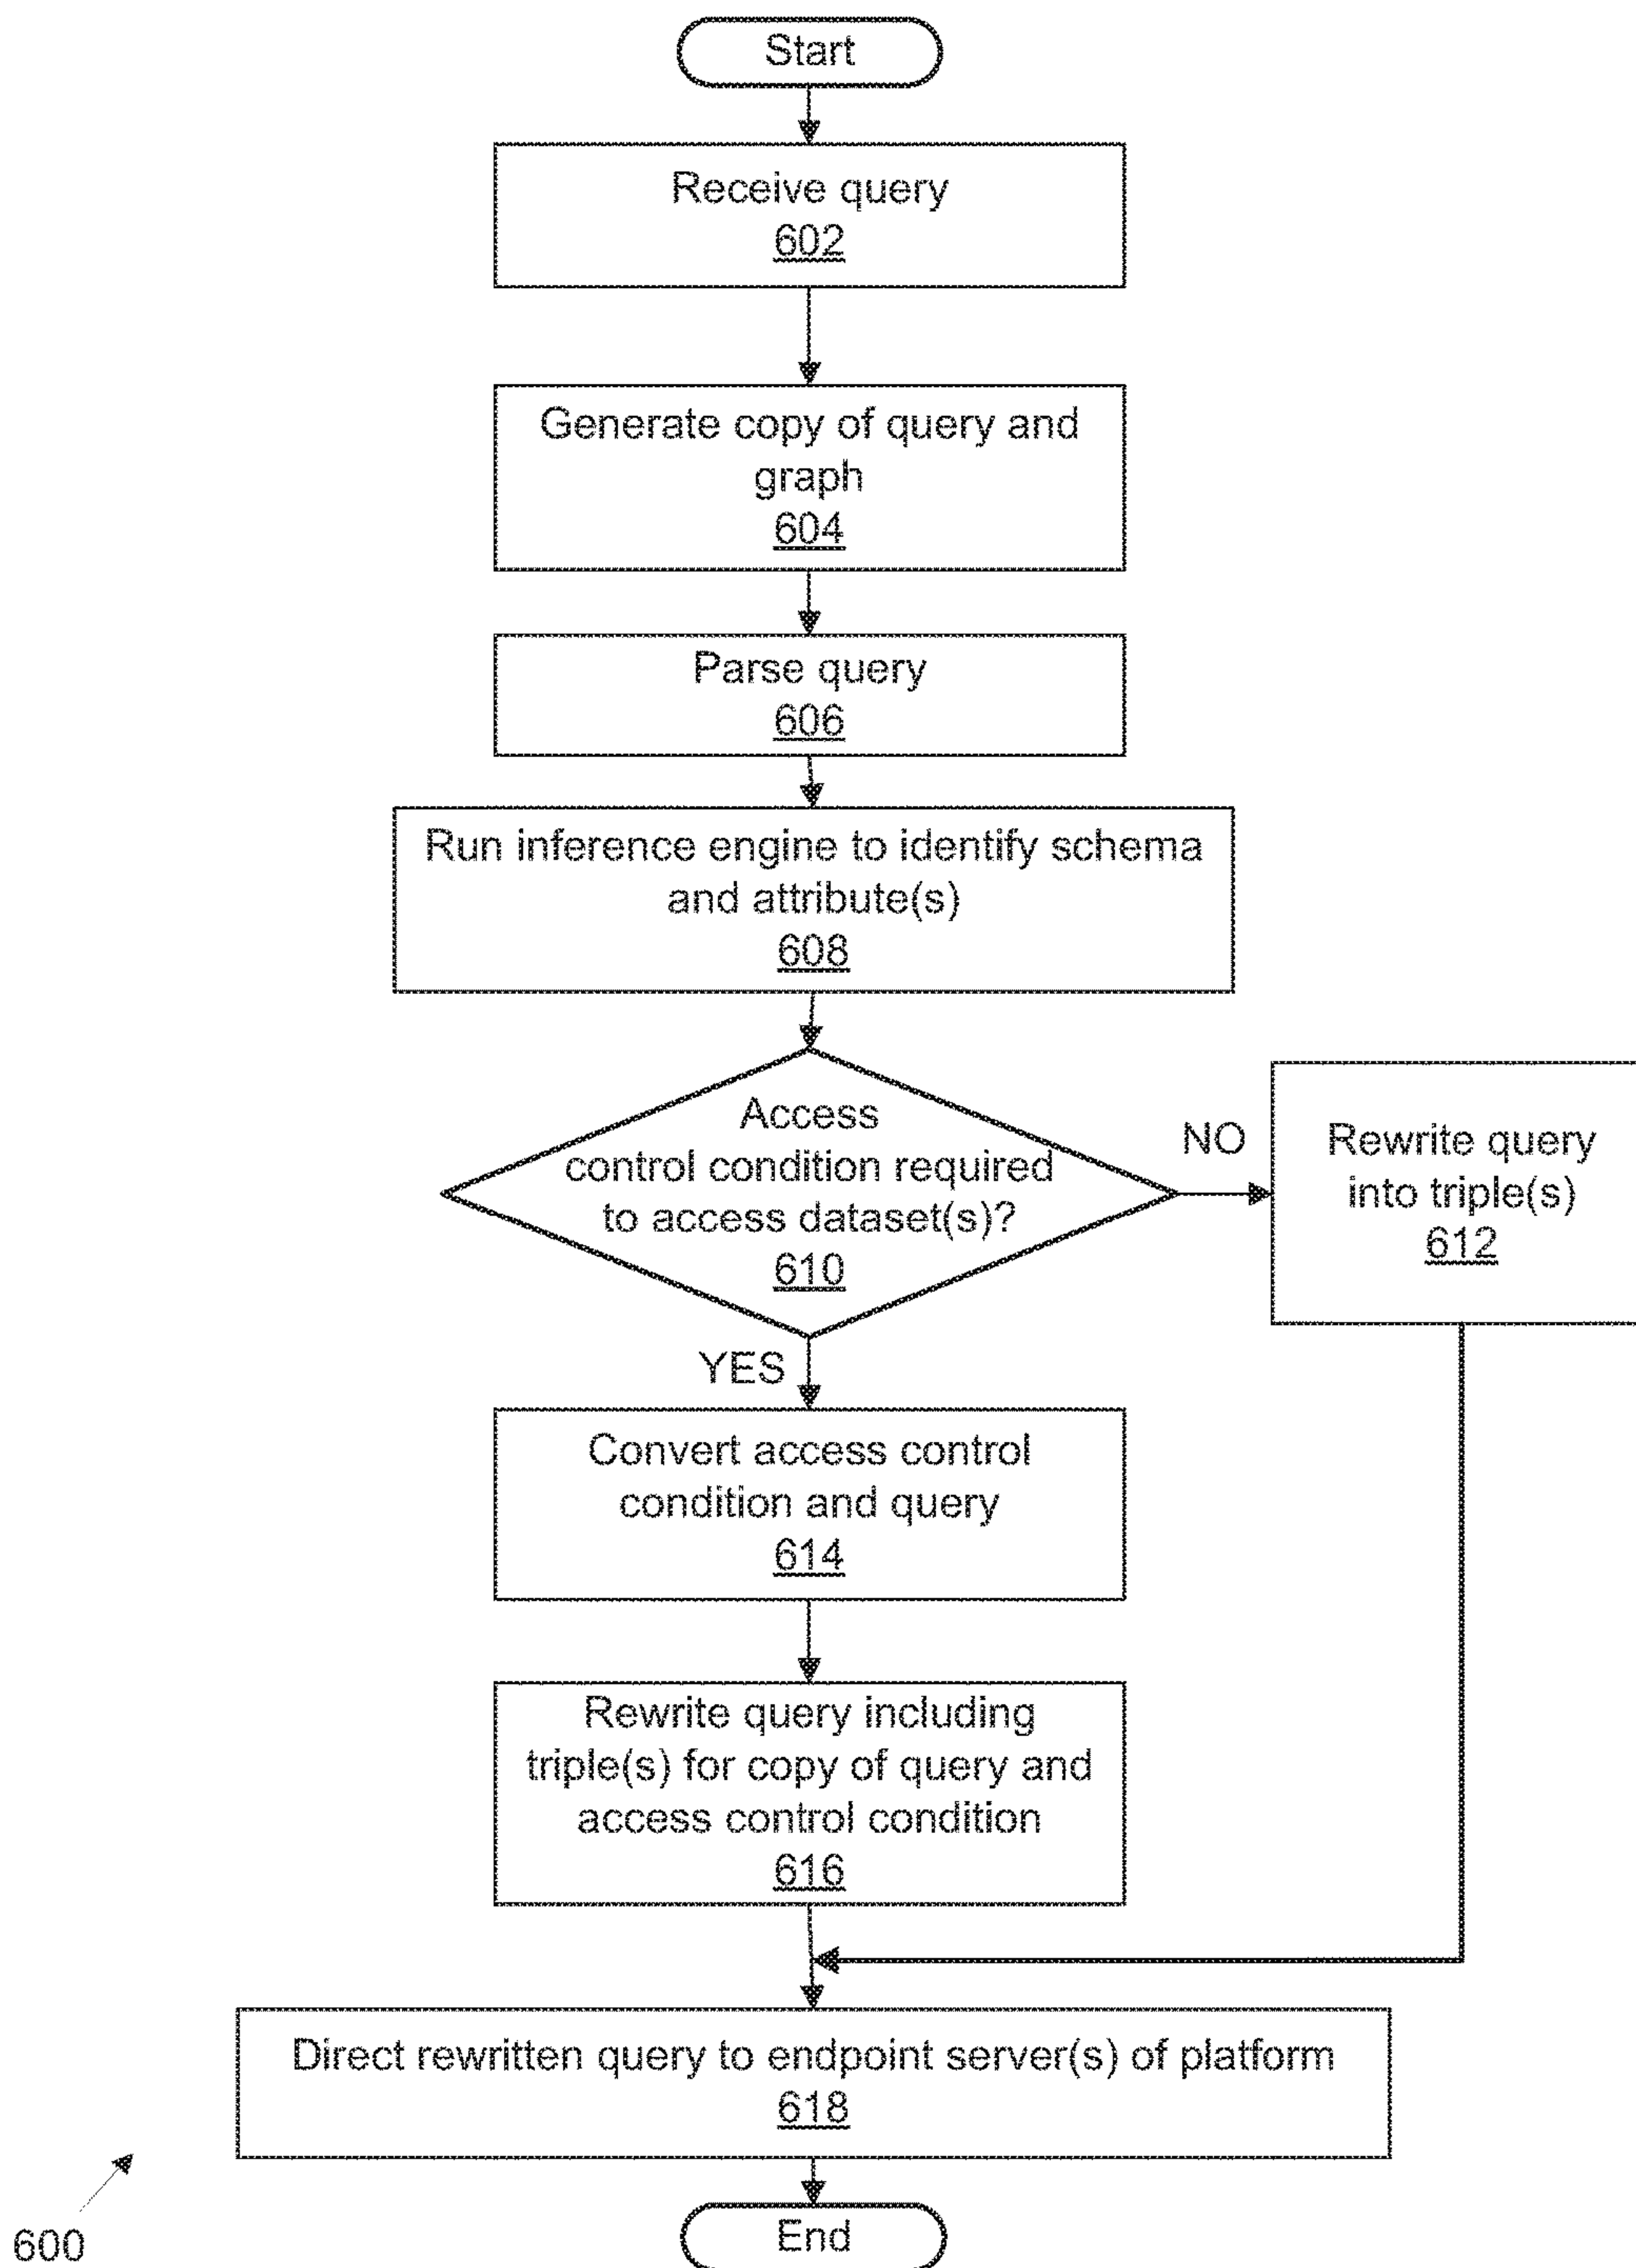 Start
Receive query
602
Generate copy of query and
graph
604
Parse query
606
Run inference engine to identify schema
and attribute(s)
608
Access
control condition required
to access dataset(s)?
610
NO
Rewrite query
into triple(s)
612
YES
Convert access control
condition and query
614
Rewrite query including
triple(s) for copy of query and
access control condition
616
Direct rewritten query to endpoint server(s) of platform
618
End
600